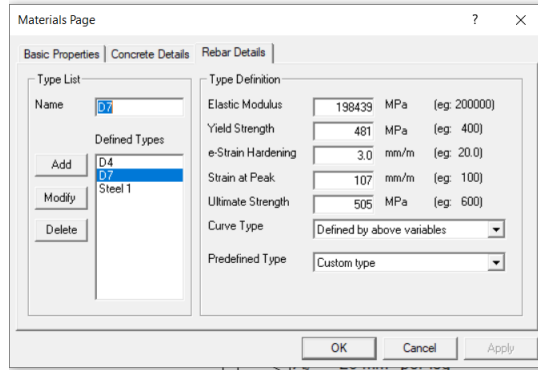 Materials Page ? ×
Basic Properties Concrete Details Rebar Details
Type List
Name D7
Defined Types
D4
D7
Steel 1
Add
Modify
Delete
Type Definition
Elastic Modulus 198439 MPa (eg: 200000)
Yield Strength 481 MPa (eg: 400)
e-Strain Hardening 3.0 mm/m (eg: 20.0)
Strain at Peak 107 mm/m (eg: 100)
Ultimate Strength 505 MPa (eg: 600)
Curve Type Defined by above variables
Predefined Type Custom type
OK Cancel Apply